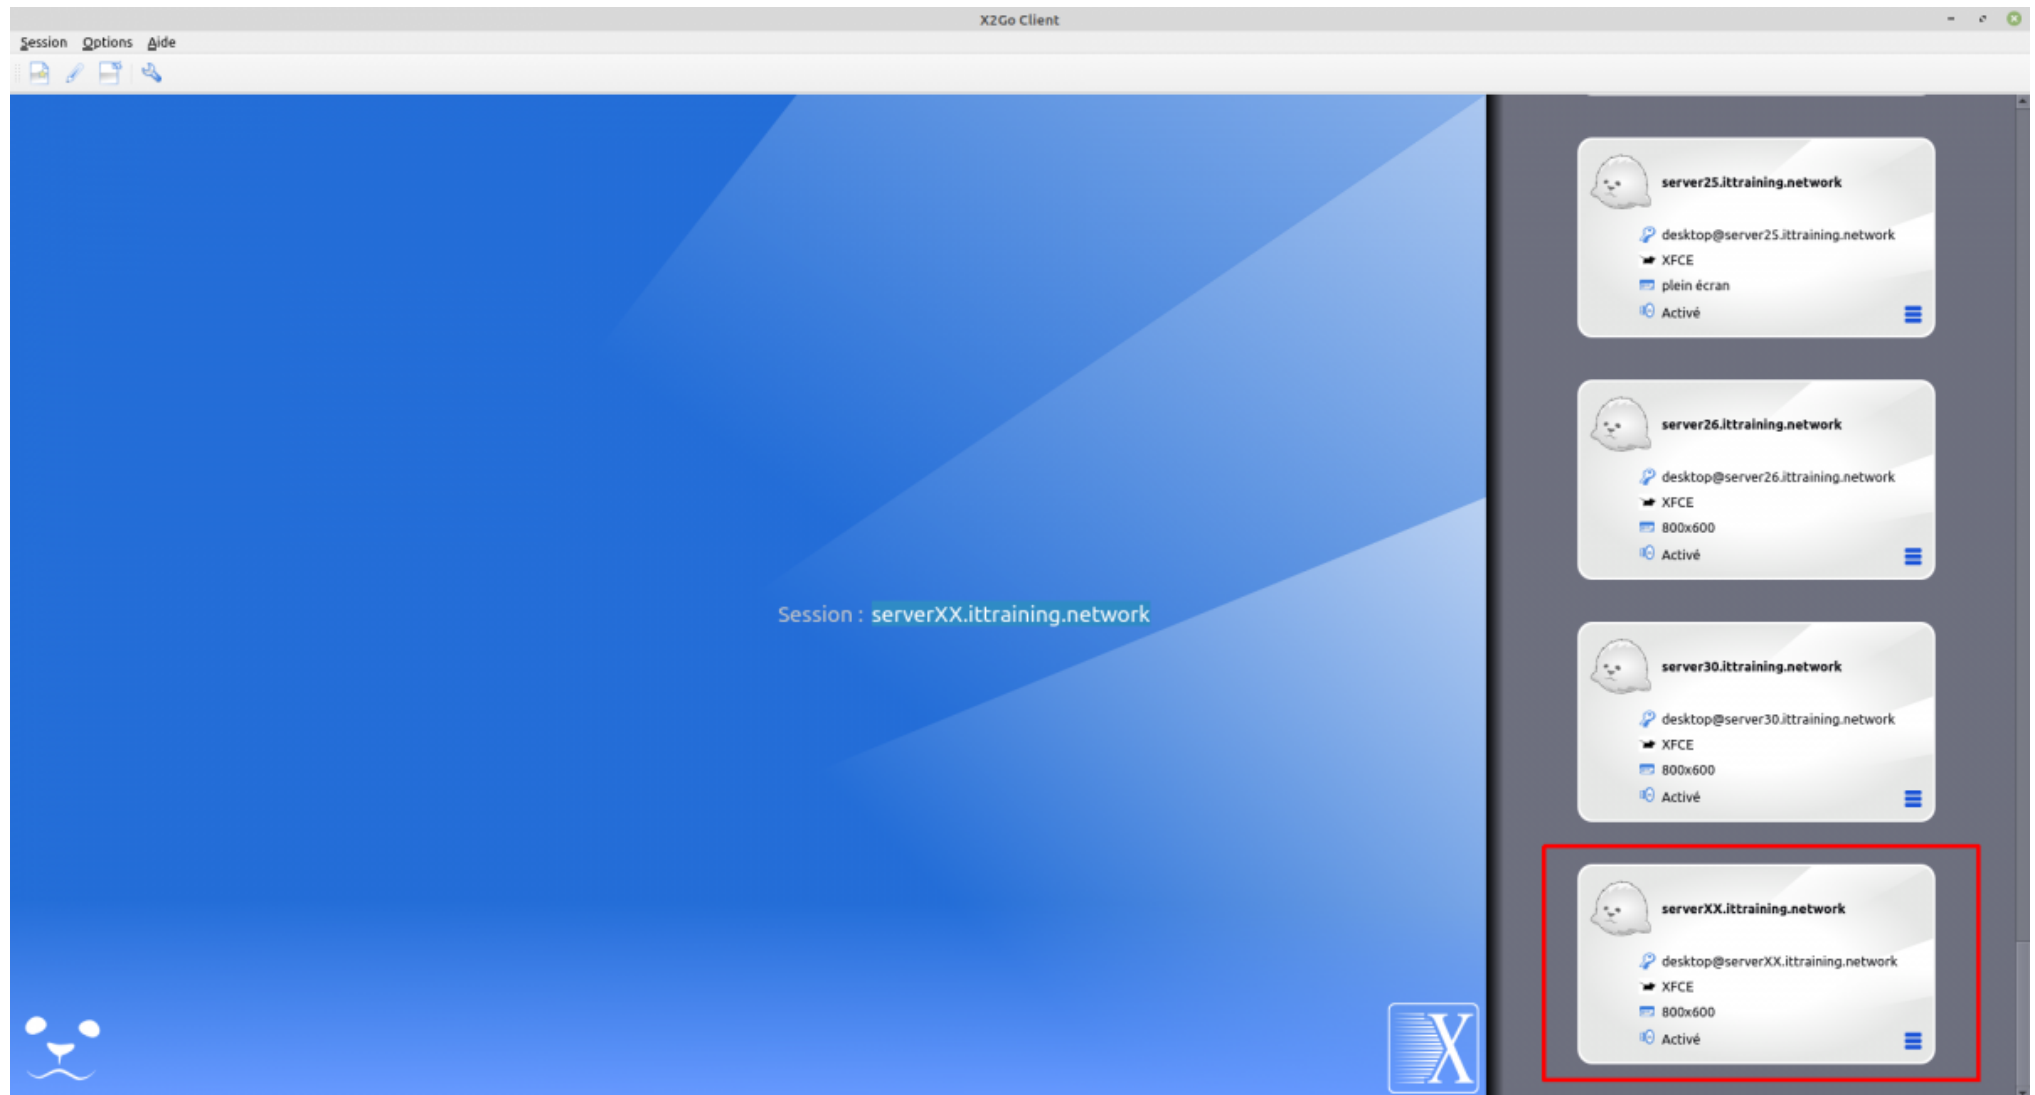 X2Go Client
Session Options Aide
server25.ittraining.network
desktop@server25.ittraining.network
XFCE
plein écran
Activé
server26.ittraining.network
desktop@server26.ittraining.network
XFCE
800x600
Activé
Session : serverXX.ittraining.network
server30.ittraining.network
desktop@server30.ittraining.network
XFCE
800x600
Activé
serverXX.ittraining.network
desktop@serverXX.ittraining.network
XFCE
800x600
Activé
X